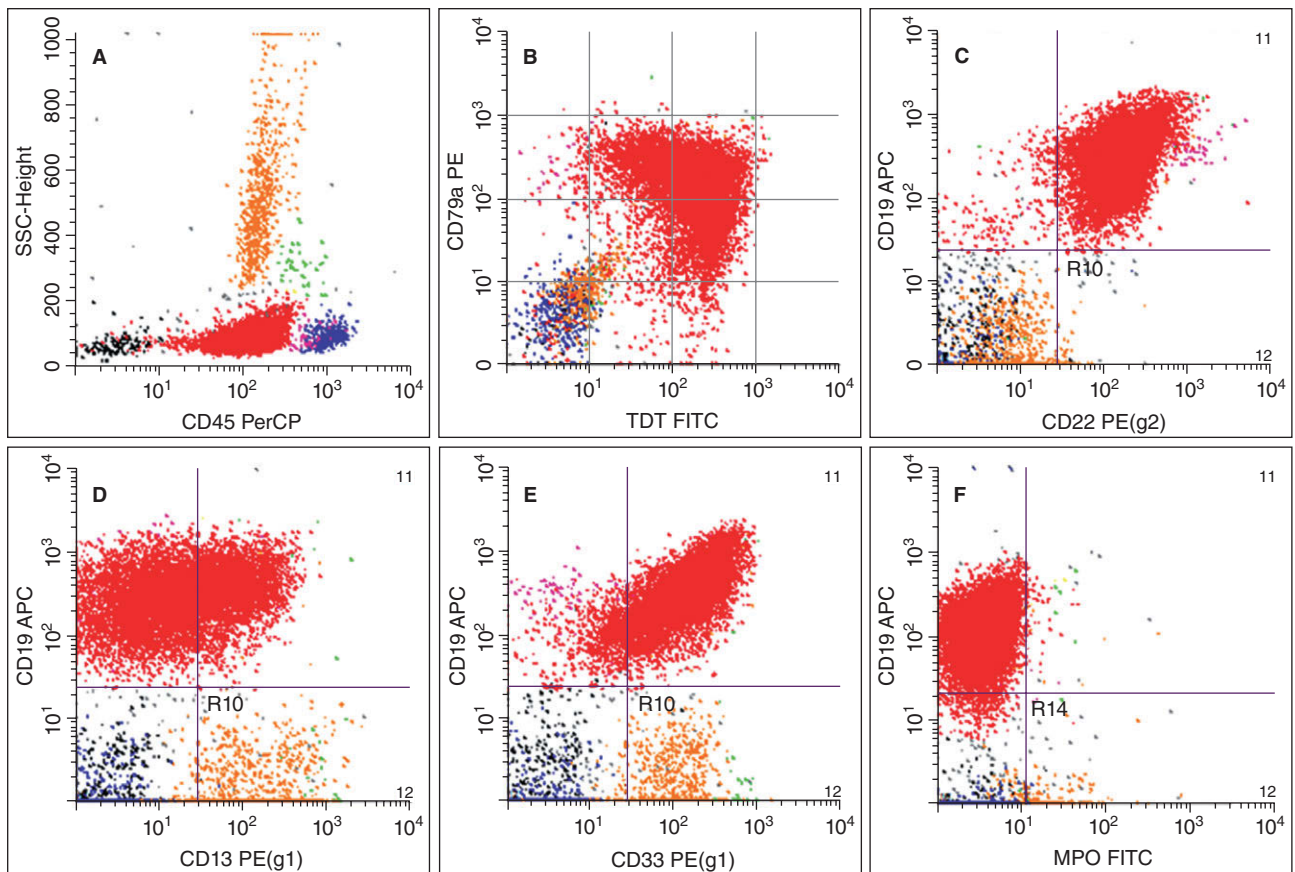 A
SSC-Height
1000
800
600
400
200
0
10^1
10^2
10^3
10^4
CD45 PerCP
B
CD79a PE
10^4
10^3
10^2
10^1
0
0
10^1
10^2
10^3
10^4
TDT FITC
C
11
CD19 APC
10^4
10^3
10^2
10^1
0
R10
12
10^1
10^2
10^3
10^4
CD22 PE(g2)
D
11
CD19 APC
10^4
10^3
10^2
10^1
R10
12
10^1
10^2
10^3
10^4
CD13 PE(g1)
E
11
CD19 APC
10^4
10^3
10^2
10^1
R10
12
10^1
10^2
10^3
10^4
CD33 PE(g1)
F
11
CD19 APC
10^4
10^3
10^2
10^1
R14
12
10^1
10^2
10^3
10^4
MPO FITC